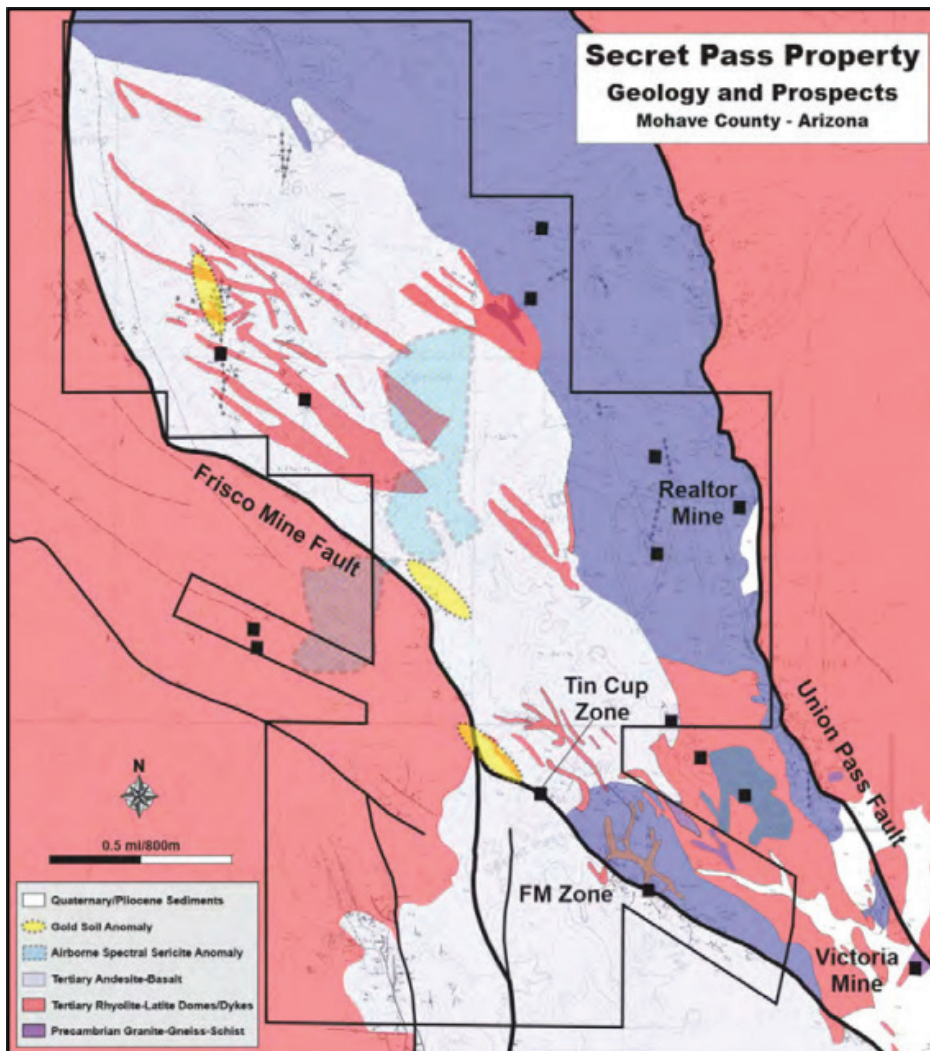 Secret Pass Property
Geology and Prospects
Mohave County - Arizona
26
Realtor
Mine
Frisco Mine Fault
Tin Cup
Zone
Union Pass Fault
N
0.5 mi/800m
FM Zone
Victoria
Mine
Quaternary/Pliocene Sediments
Gold Soil Anomaly
Airborne Spectral Sericite Anomaly
Tertiary Andesite-Basalt
Tertiary Rhyolite-Latite Domes/Dykes
Precambrian Granite-Gneiss-Schist